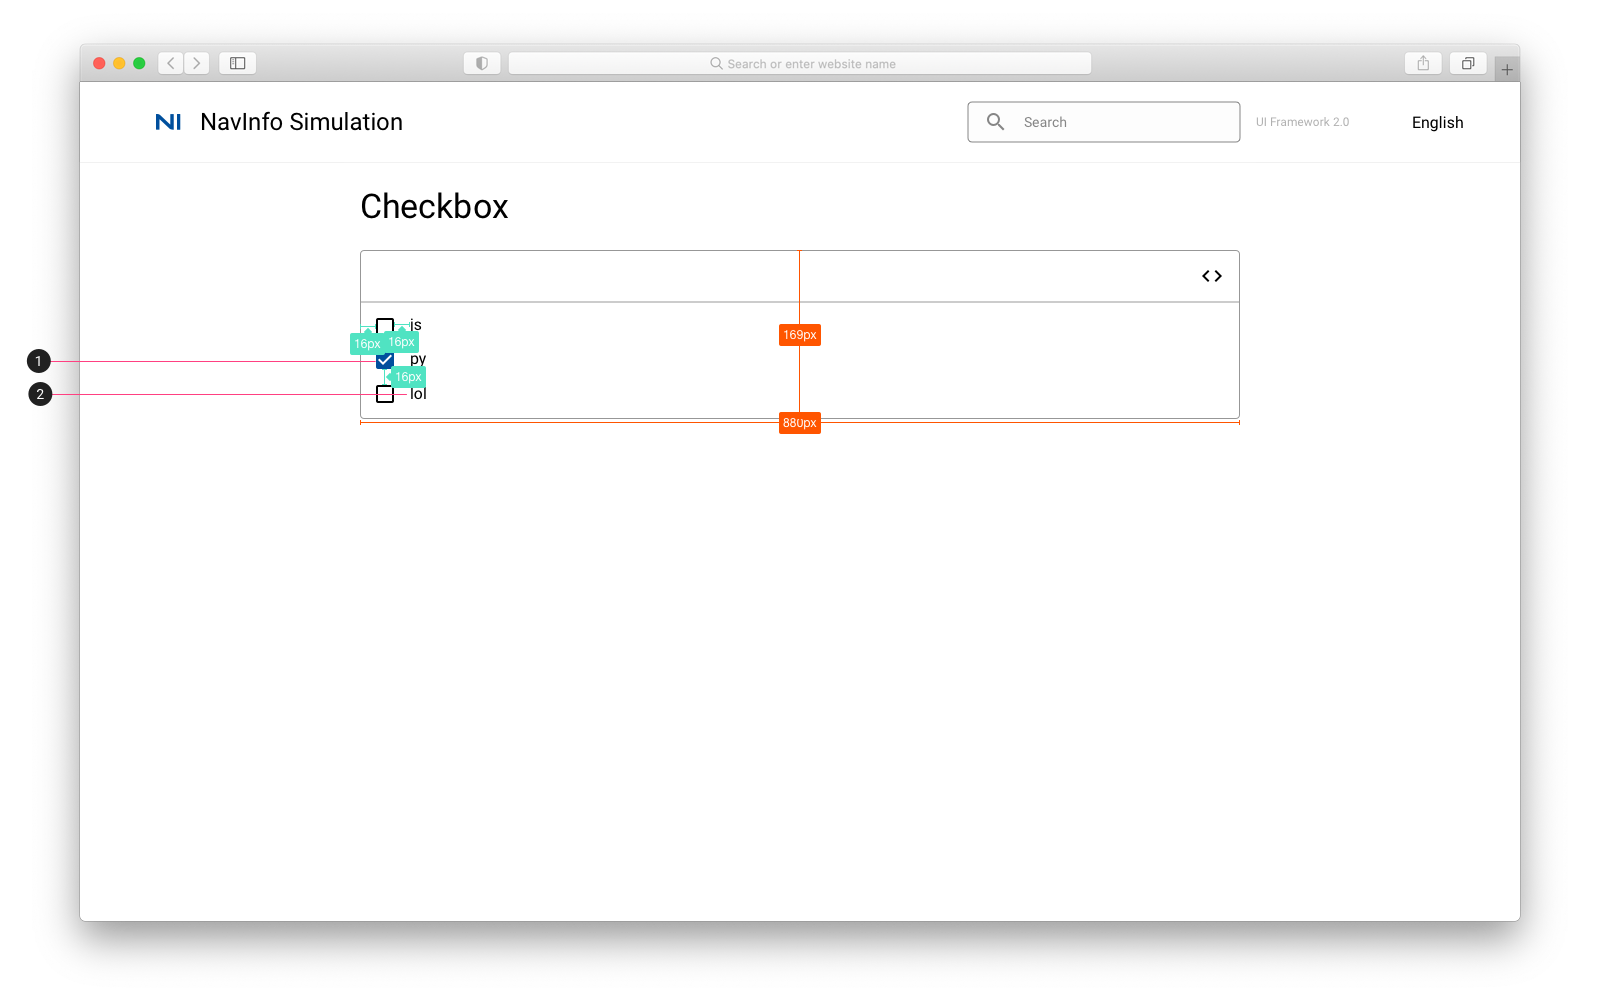 Search or enter website name
NI NavInfo Simulation
Search
UI Framework 2.0
English
Checkbox
< >
js
16px
16px
169px
1
py
16px
2
lol
880px